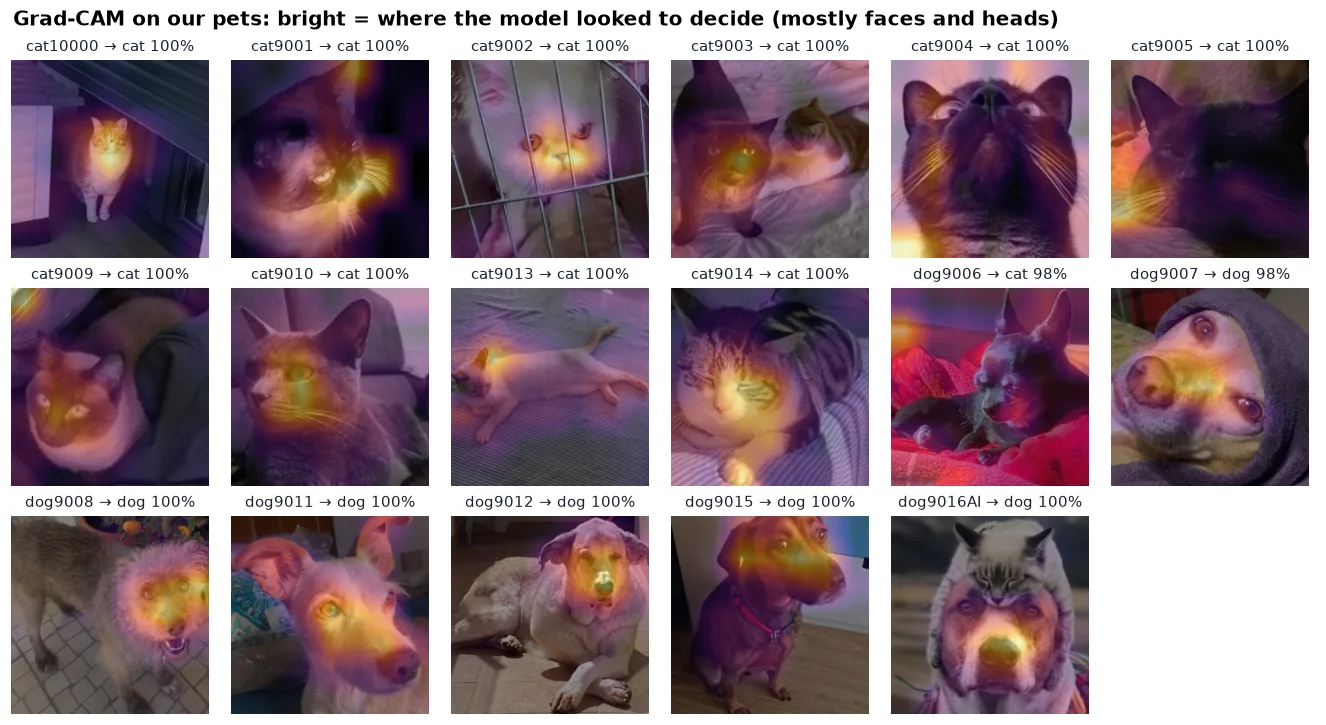 Grad-CAM on our pets: bright = where the model looked to decide (mostly faces and heads)
cat10000 → cat 100% cat9001 → cat 100% cat9002 → cat 100% cat9003 → cat 100% cat9004 → cat 100% cat9005 → cat 100%
cat9009 → cat 100% cat9010 → cat 100% cat9013 → cat 100% cat9014 → cat 100% dog9006 → cat 98% dog9007 → dog 98%
dog9008 → dog 100% dog9011 → dog 100% dog9012 → dog 100% dog9015 → dog 100% dog9016AI → dog 100%